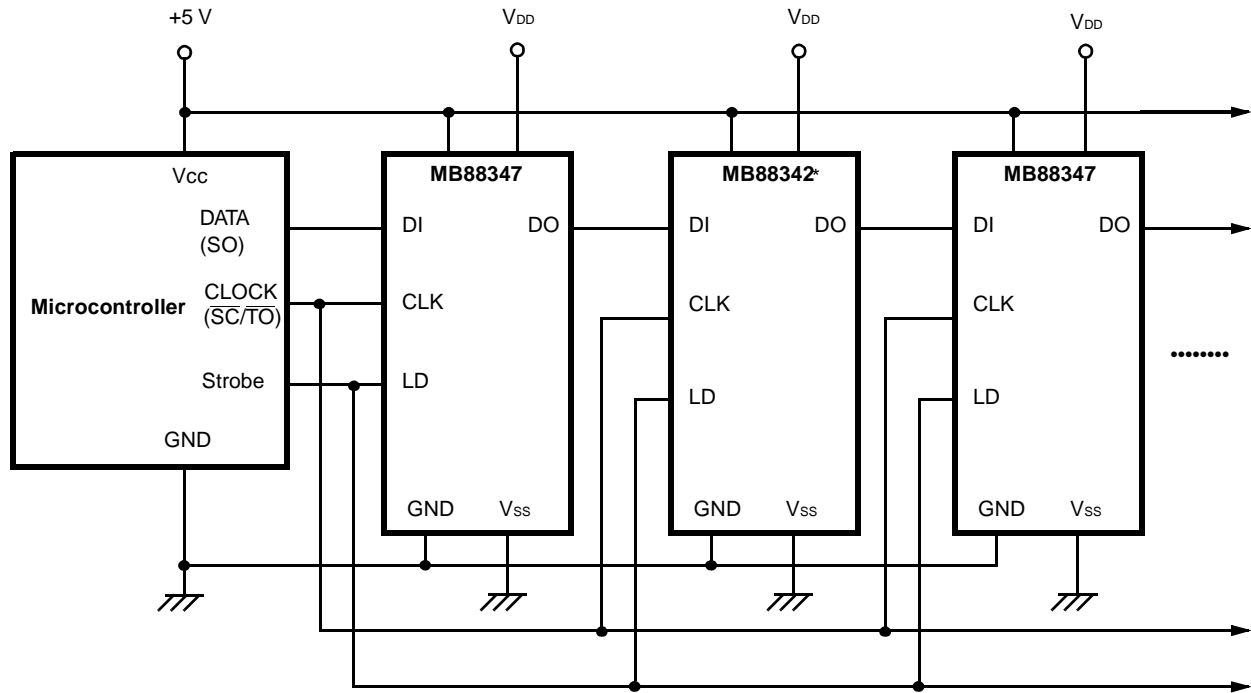 +5 V
VDD
VDD
VDD
Vcc
DATA
(SO)
Microcontroller
CLOCK
(SC/TO)
Strobe
GND
MB88347
DI
DO
CLK
LD
GND
VSS
MB88342*
DI
DO
CLK
LD
GND
VSS
MB88347
DI
DO
CLK
LD
GND
VSS